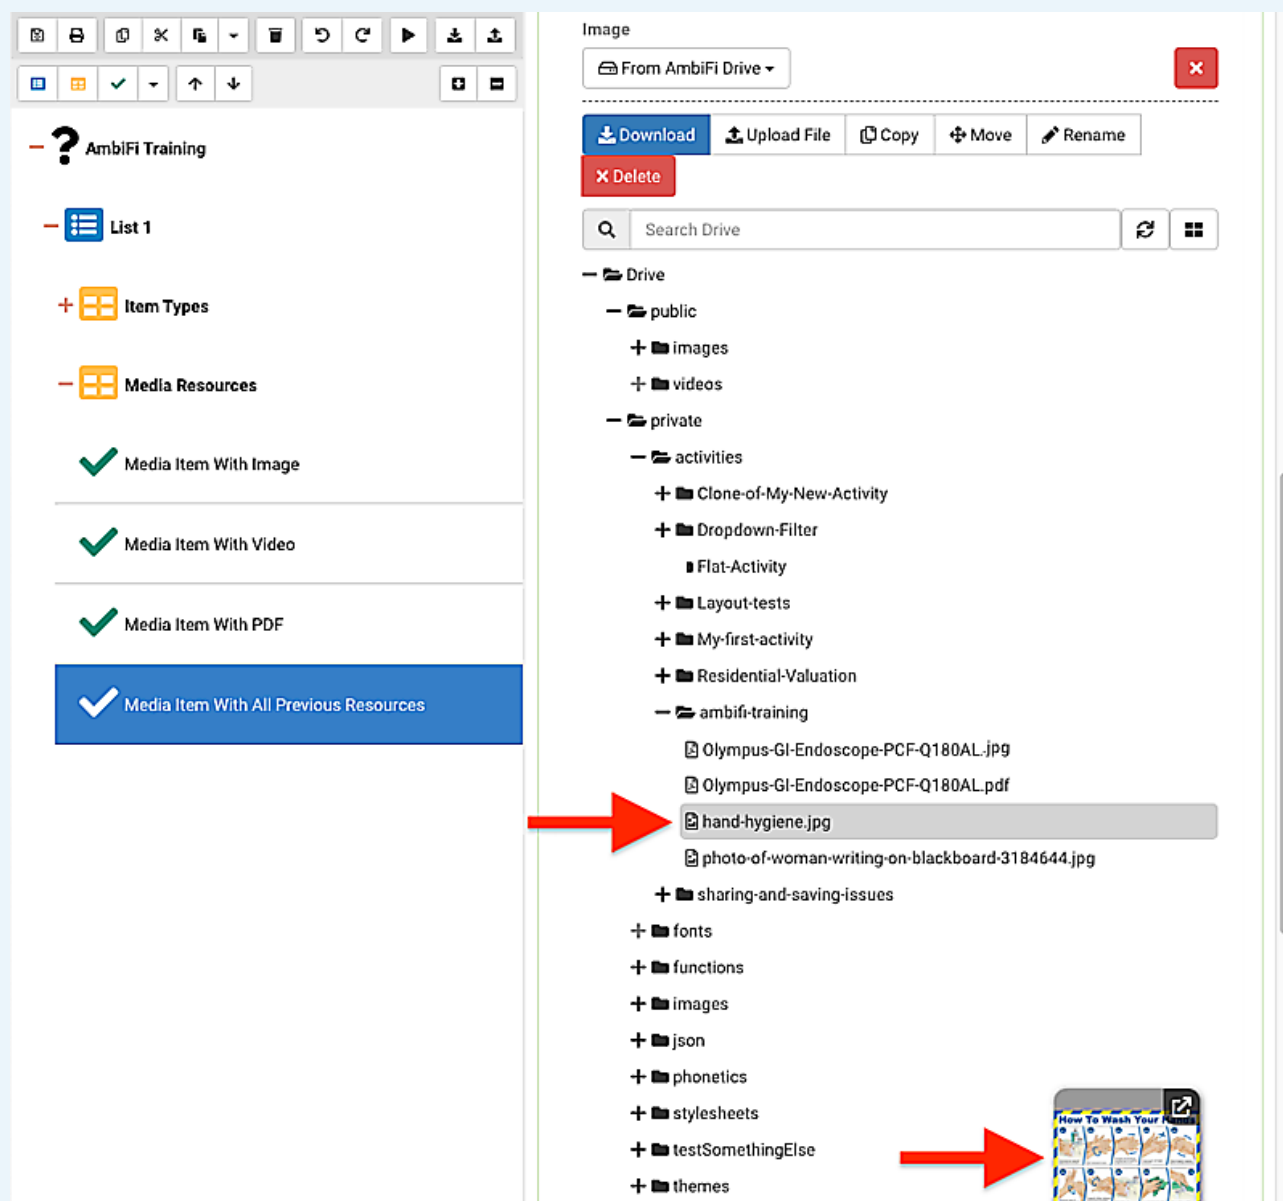 AmbiFi Training
List 1
Item Types
Media Resources
Media Item With Image
Media Item With Video
Media Item With PDF
Media Item With All Previous Resources
Image
From AmbiFi Drive
Download
Upload File
Copy
Move
Rename
Delete
Search Drive
Drive
public
images
videos
private
activities
Clone-of-My-New-Activity
Dropdown-Filter
Flat-Activity
Layout-tests
My-first-activity
Residential-Valuation
ambifi-training
Olympus-GI-Endoscope-PCF-Q180AL.jpg
Olympus-GI-Endoscope-PCF-Q180AL.pdf
hand-hygiene.jpg
photo-of-woman-writing-on-blackboard-3184644.jpg
sharing-and-saving-issues
fonts
functions
images
json
phonetics
stylesheets
testSomethingElse
themes
How To Wash Your Hands